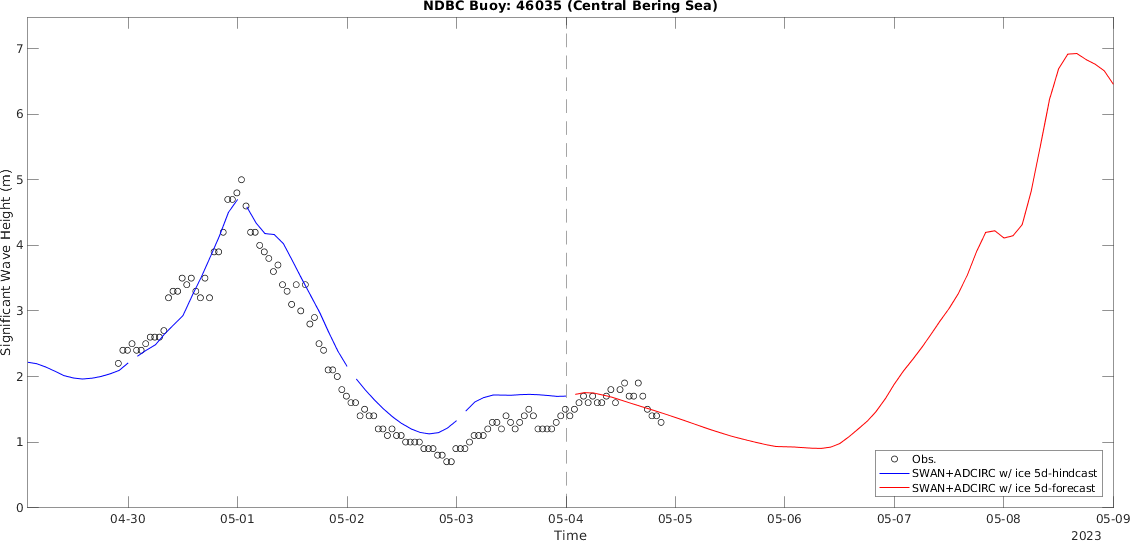 NDBC Buoy: 46035 (Central Bering Sea)
Significant Wave Height (m)
7
6
5
4
3
2
1
0
Obs.
SWAN+ADCIRC w/ ice 5d-hindcast
SWAN+ADCIRC w/ ice 5d-forecast
04-30 05-01 05-02 05-03 05-04 05-05 05-06 05-07 05-08 05-09
Time
2023